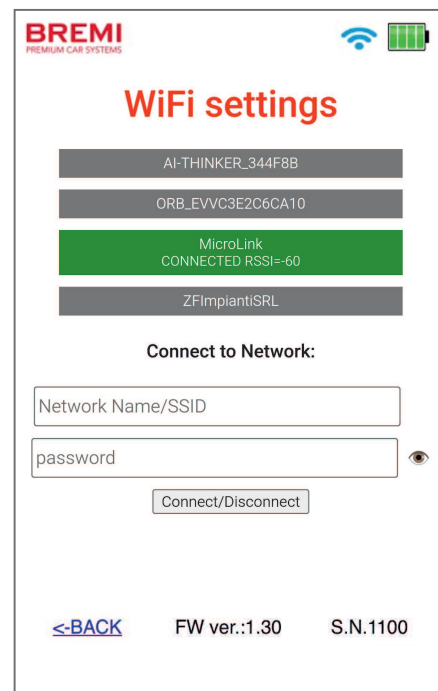 BREMI
PREMIUM CAR SYSTEMS
WiFi settings
AI-THINKER_344F8B
ORB_EVVC3E2C6CA10
MicroLink
CONNECTED RSSI=-60
ZFImpiantiSRL
Connect to Network:
Network Name/SSID
password
Connect/Disconnect
<-BACK FW ver.:1.30 S.N.1100